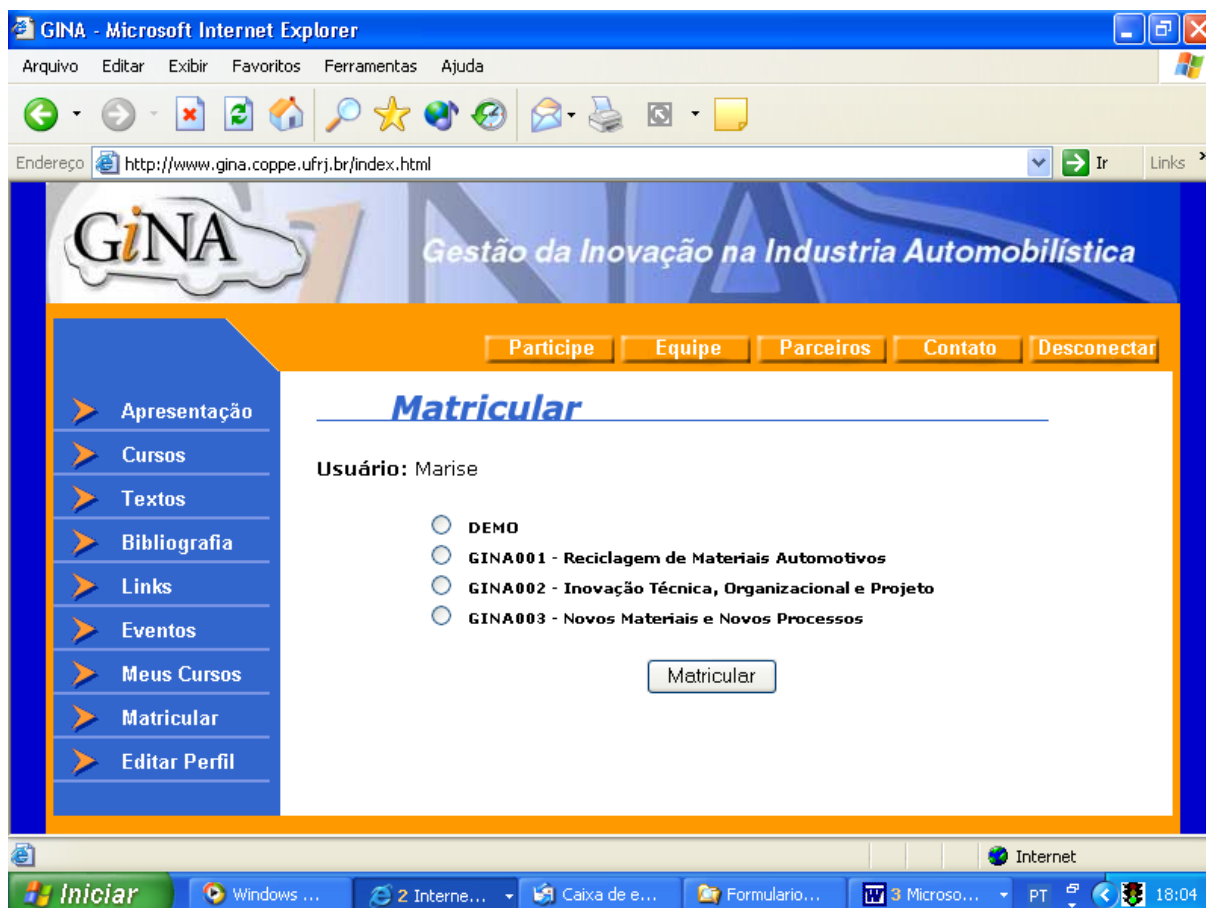 GINA - Microsoft Internet Explorer
Arquivo Editar Exibir Favoritos Ferramentas Ajuda
Endereço http://www.gina.coppe.ufrj.br/index.html Ir Links
GiNA Gestão da Inovação na Industria Automobilística
Participe Equipe Parceiros Contato Desconectar
Apresentação
Cursos
Textos
Bibliografia
Links
Eventos
Meus Cursos
Matricular
Editar Perfil
Matricular
Usuário: Marise
DEMO
GINA001 - Reciclagem de Materiais Automotivos
GINA002 - Inovação Técnica, Organizacional e Projeto
GINA003 - Novos Materiais e Novos Processos
Matricular
Internet
Iniciar Windows ... 2 Interne... Caixa de e... Formulario... 3 Microso... PT 18:04